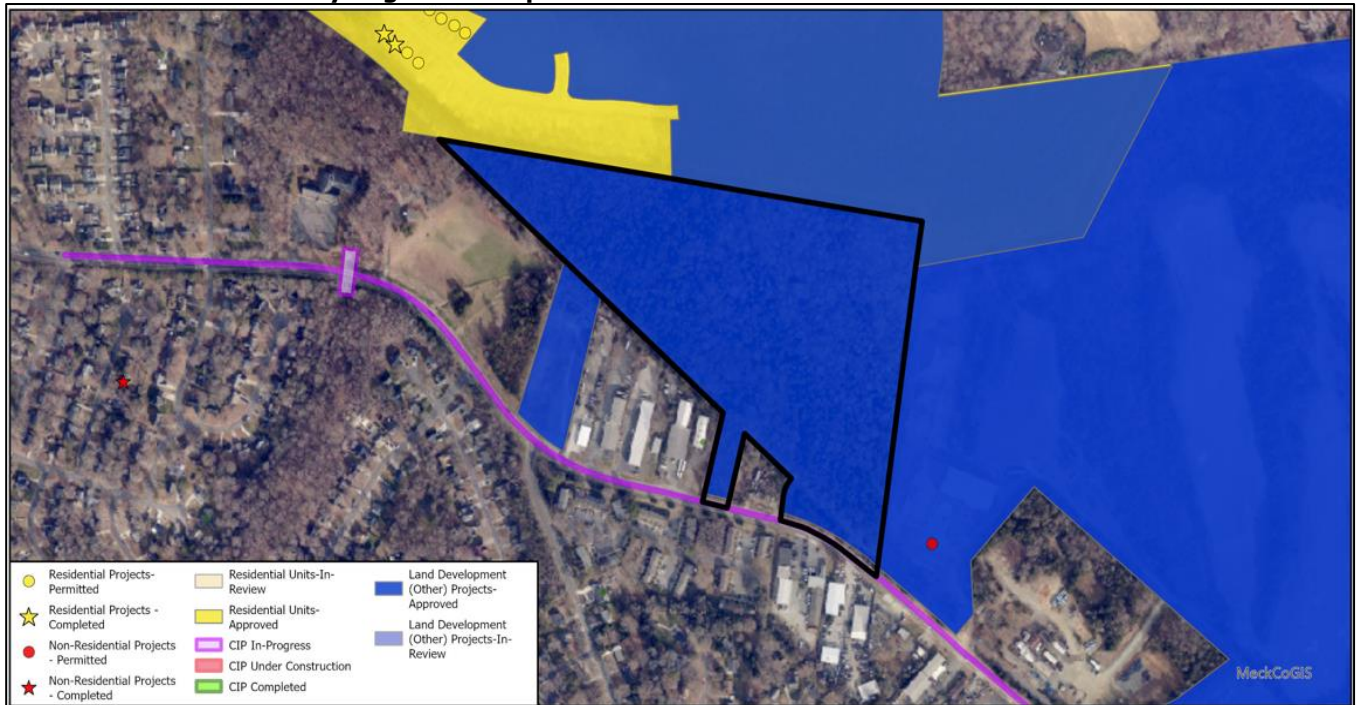 Residential Projects-
Permitted
Residential Projects -
Completed
Non-Residential Projects
- Permitted
Non-Residential Projects
- Completed
Residential Units-In-
Review
Residential Units-
Approved
CIP In-Progress
CIP Under Construction
CIP Completed
Land Development
(Other) Projects-
Approved
Land Development
(Other) Projects-In-
Review
MeckCoGIS